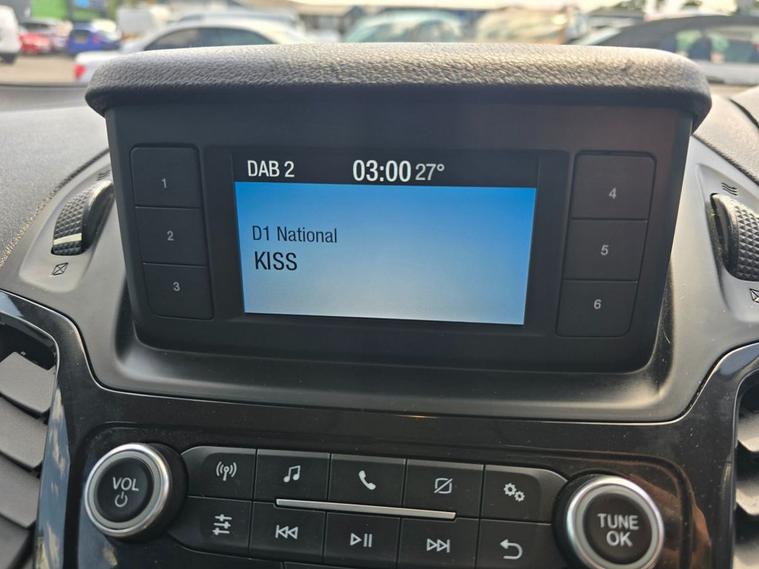 DAB 2 03:00 27°
D1 National
KISS
1
2
3
4
5
6
VOL
TUNE
OK